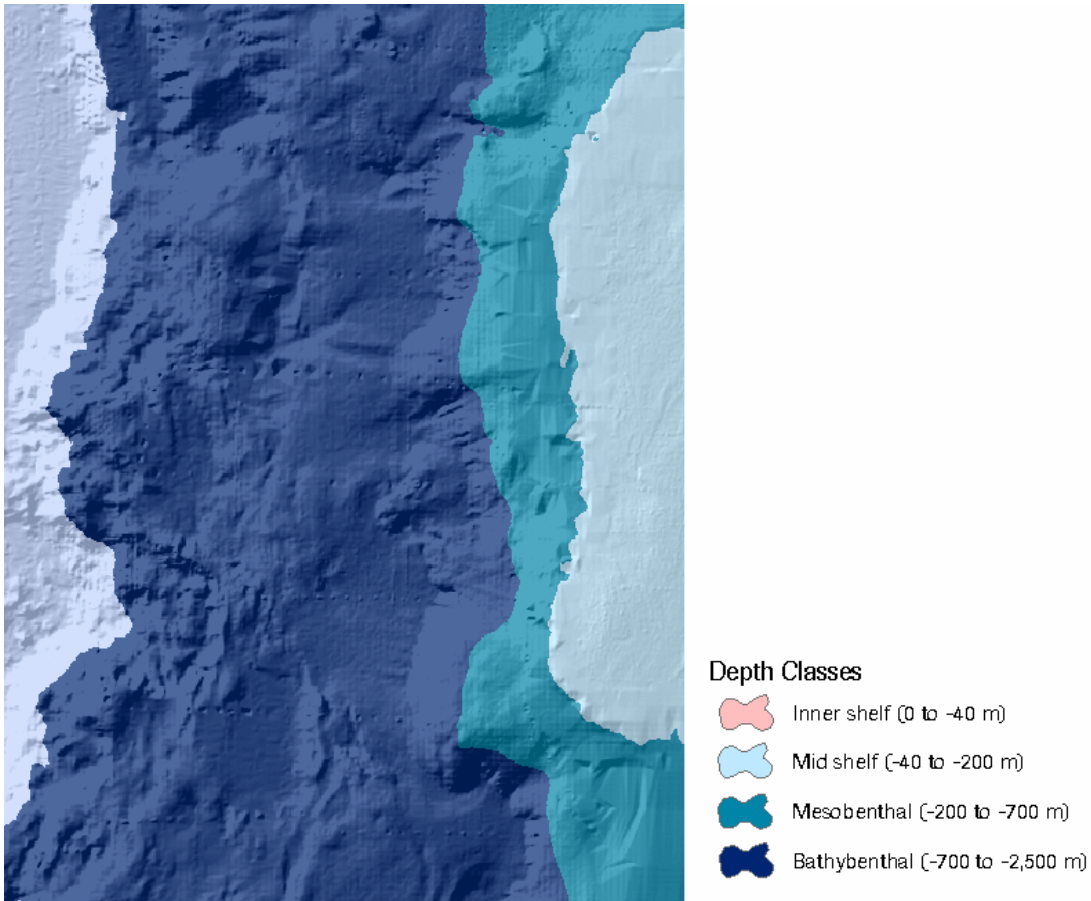 Depth Classes
Inner shelf (0 to -40 m)
Mid shelf (-40 to -200 m)
Mesobenthal (-200 to -700 m)
Bathybenthal (-700 to -2,500 m)